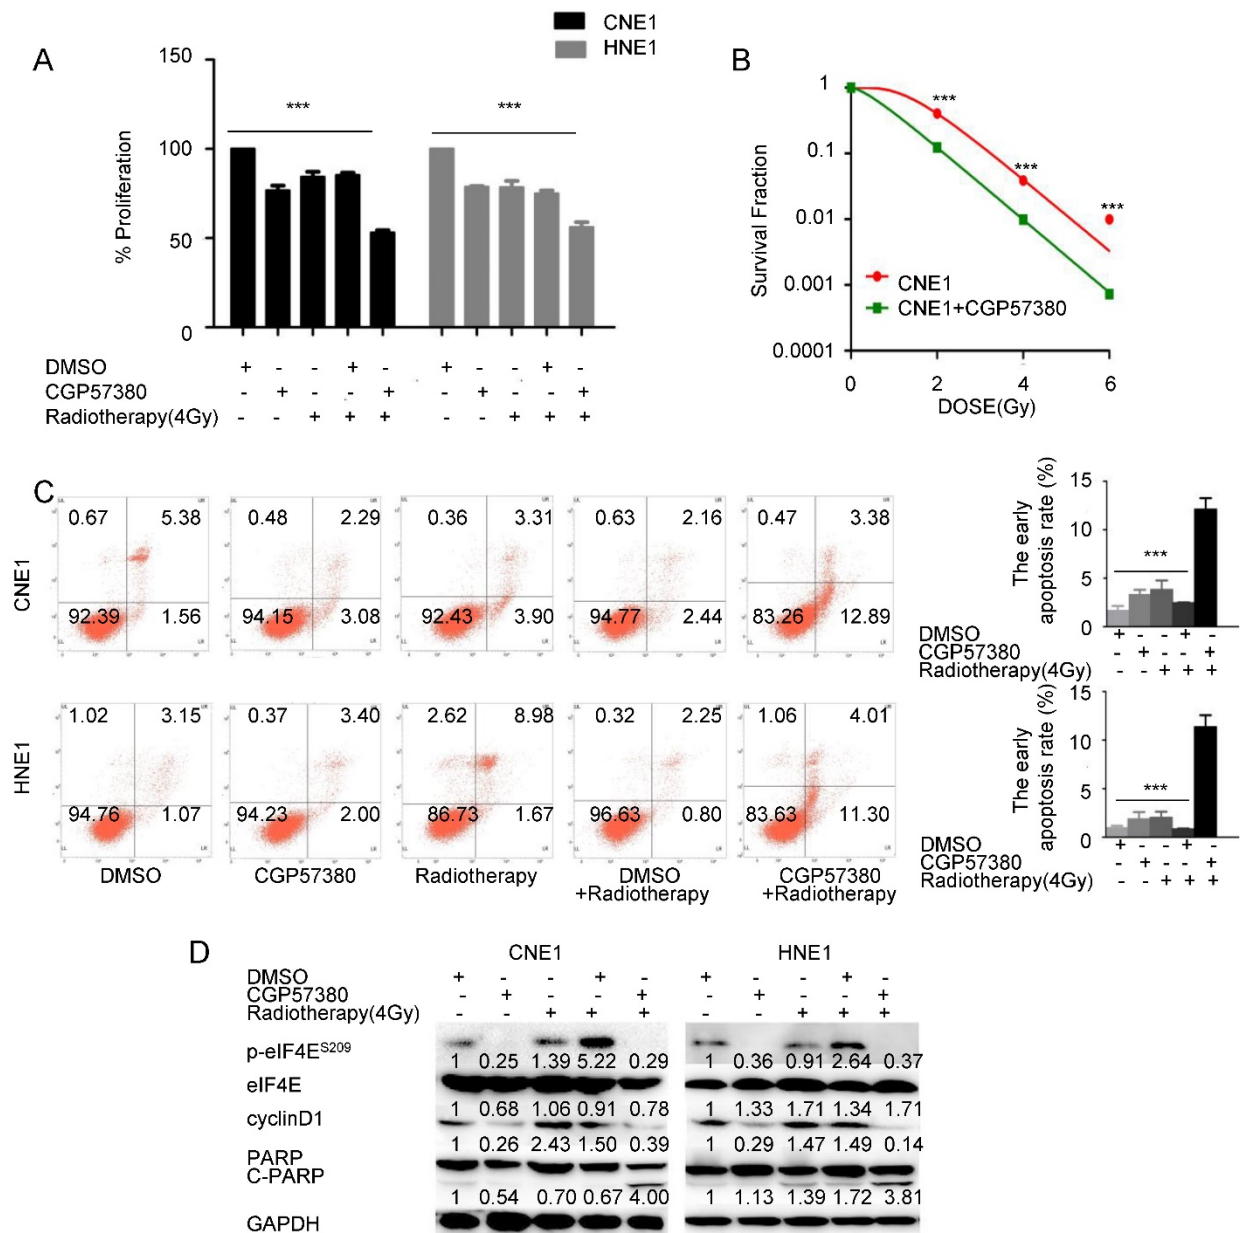 CNE1
HNE1
A
150
100
50
0
% Proliferation
***
***
DMSO + - - + - + - - + -
CGP57380 - + - - + - + - - +
Radiotherapy(4Gy) - - + + + - - + + +
B
1
0.1
0.01
0.001
0.0001
Survival Fraction
***
***
***
CNE1
CNE1+CGP57380
0 2 4 6
DOSE(Gy)
C
CNE1
0.67 5.38 0.48 2.29 0.36 3.31 0.63 2.16 0.47 3.38
92.39 1.56 94.15 3.08 92.43 3.90 94.77 2.44 83.26 12.89
HNE1
1.02 3.15 0.37 3.40 2.62 8.98 0.32 2.25 1.06 4.01
94.76 1.07 94.23 2.00 86.73 1.67 96.63 0.80 83.63 11.30
DMSO CGP57380 Radiotherapy DMSO CGP57380
+Radiotherapy +Radiotherapy
The early
apoptosis rate (%)
15
10
5
0
***
DMSO + - - + -
CGP57380 - + - - +
Radiotherapy(4Gy) - - + + +
The early
apoptosis rate (%)
15
10
5
0
***
DMSO + - - + -
CGP57380 - + - - +
Radiotherapy(4Gy) - - + + +
D
CNE1 HNE1
DMSO + - - + - + - - + -
CGP57380 - + - - + - + - - +
Radiotherapy(4Gy) - - + + + - - + + +
p-eIF4E^S209
1 0.25 1.39 5.22 0.29 1 0.36 0.91 2.64 0.37
eIF4E
1 0.68 1.06 0.91 0.78 1 1.33 1.71 1.34 1.71
cyclinD1
1 0.26 2.43 1.50 0.39 1 0.29 1.47 1.49 0.14
PARP
C-PARP
1 0.54 0.70 0.67 4.00 1 1.13 1.39 1.72 3.81
GAPDH